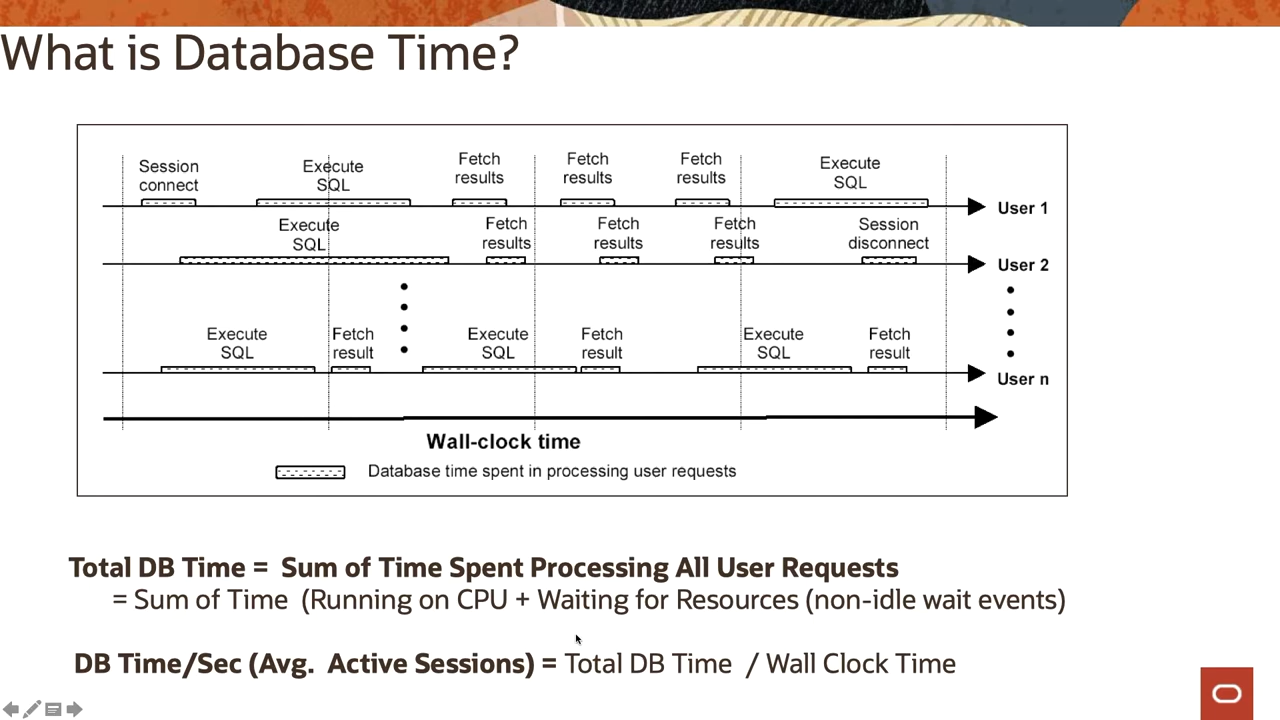 What is Database Time?
Session connect
Execute SQL
Fetch results
Fetch results
Fetch results
Execute SQL
User 1
Execute SQL
Fetch results
Fetch results
Fetch results
Session disconnect
User 2
Execute SQL
Fetch result
Execute SQL
Fetch result
Execute SQL
Fetch result
User n
Wall-clock time
Database time spent in processing user requests
Total DB Time = Sum of Time Spent Processing All User Requests
= Sum of Time (Running on CPU + Waiting for Resources (non-idle wait events)
DB Time/Sec (Avg. Active Sessions) = Total DB Time / Wall Clock Time